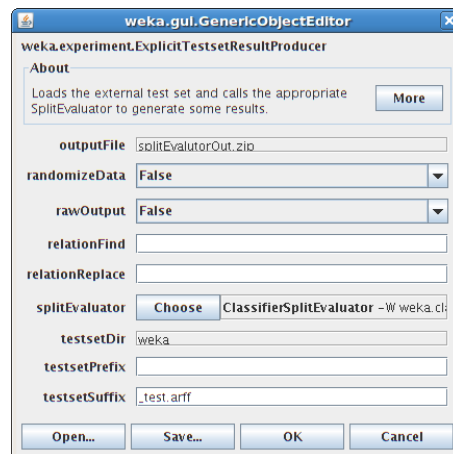 weka.gui.GenericObjectEditor
weka.experiment.ExplicitTestsetResultProducer
About
Loads the external test set and calls the appropriate
SplitEvaluator to generate some results.
More
outputFile splitEvalutorOut.zip
randomizeData False
rawOutput False
relationFind
relationReplace
splitEvaluator Choose ClassifierSplitEvaluator -W weka.cl
testsetDir weka
testsetPrefix
testsetSuffix _test.arff
Open... Save... OK Cancel